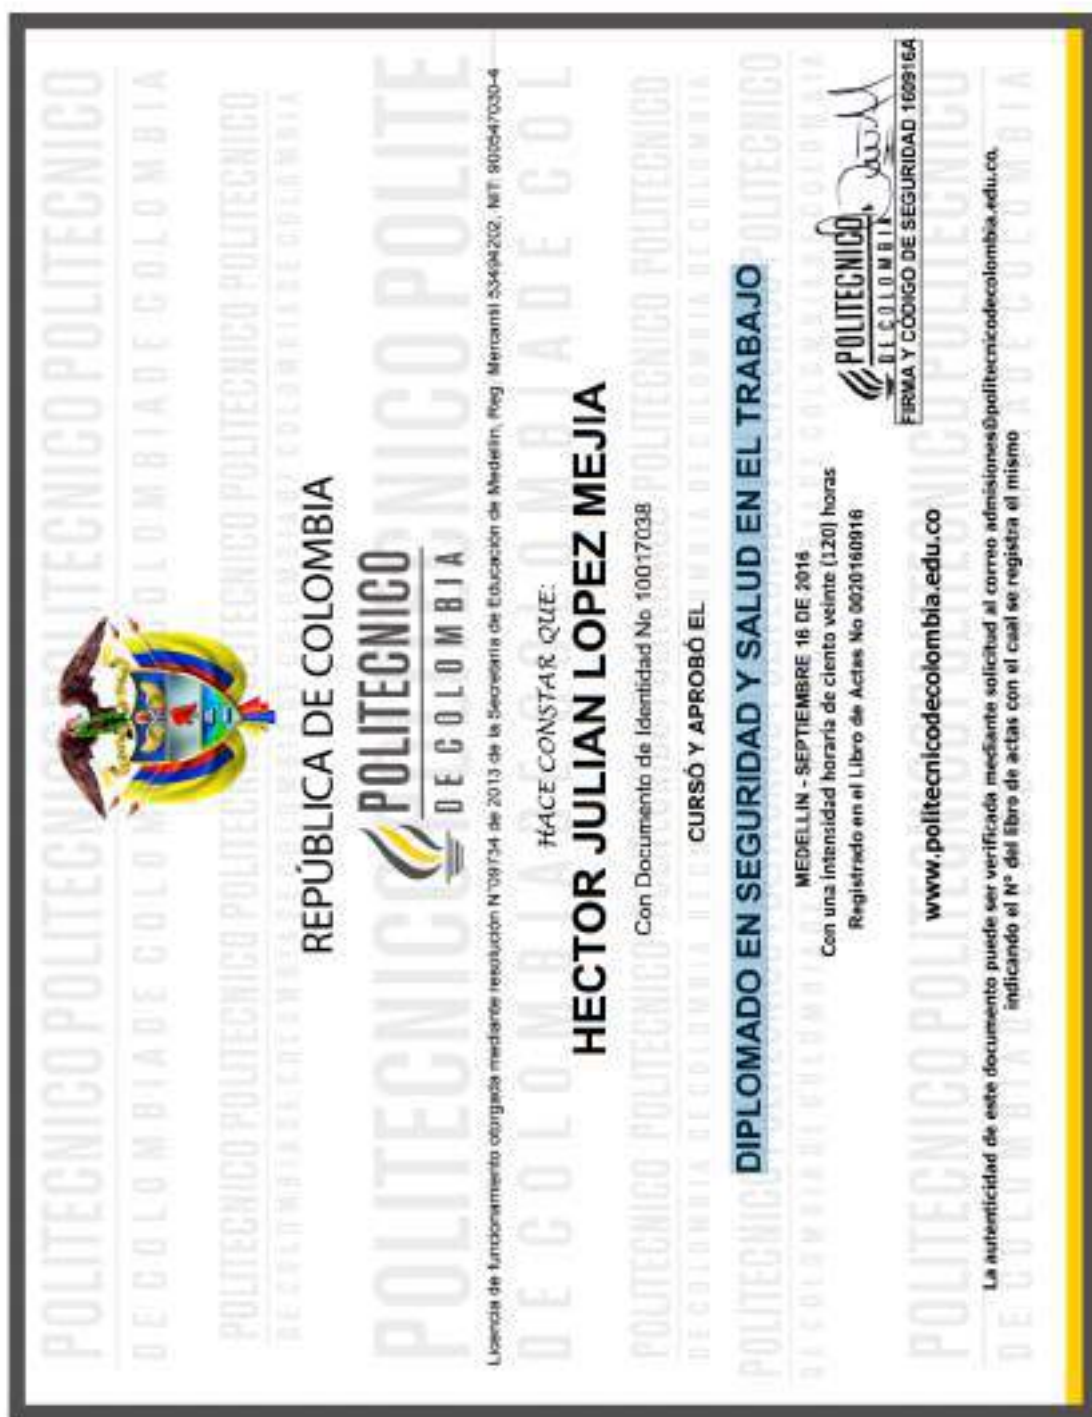 REPÚBLICA DE COLOMBIA
POLITECNICO
DE COLOMBIA
Licencia de funcionamiento otorgada mediante resolución N°09734 de 2013 de la Secretaría de Educación de Medellín, Reg. Mercantil 53494202, NIT 900547030-4
HACE CONSTAR QUE:
HECTOR JULIAN LOPEZ MEJIA
Con Documento de Identidad No 10017038
CURSÓ Y APROBÓ EL
DIPLOMADO EN SEGURIDAD Y SALUD EN EL TRABAJO
MEDELLIN - SEPTIEMBRE 16 DE 2016
Con una intensidad horaria de ciento veinte (120) horas
Registrado en el Libro de Actas No 0020160916
POLITECNICO
DE COLOMBIA
FIRMA Y CÓDIGO DE SEGURIDAD 160916A
www.politecnicodecolombia.edu.co
La autenticidad de este documento puede ser verificada mediante solicitud al correo admisiones@politecnicodecolombia.edu.co,
indicando el Nº del libro de actas con el cual se registra el mismo